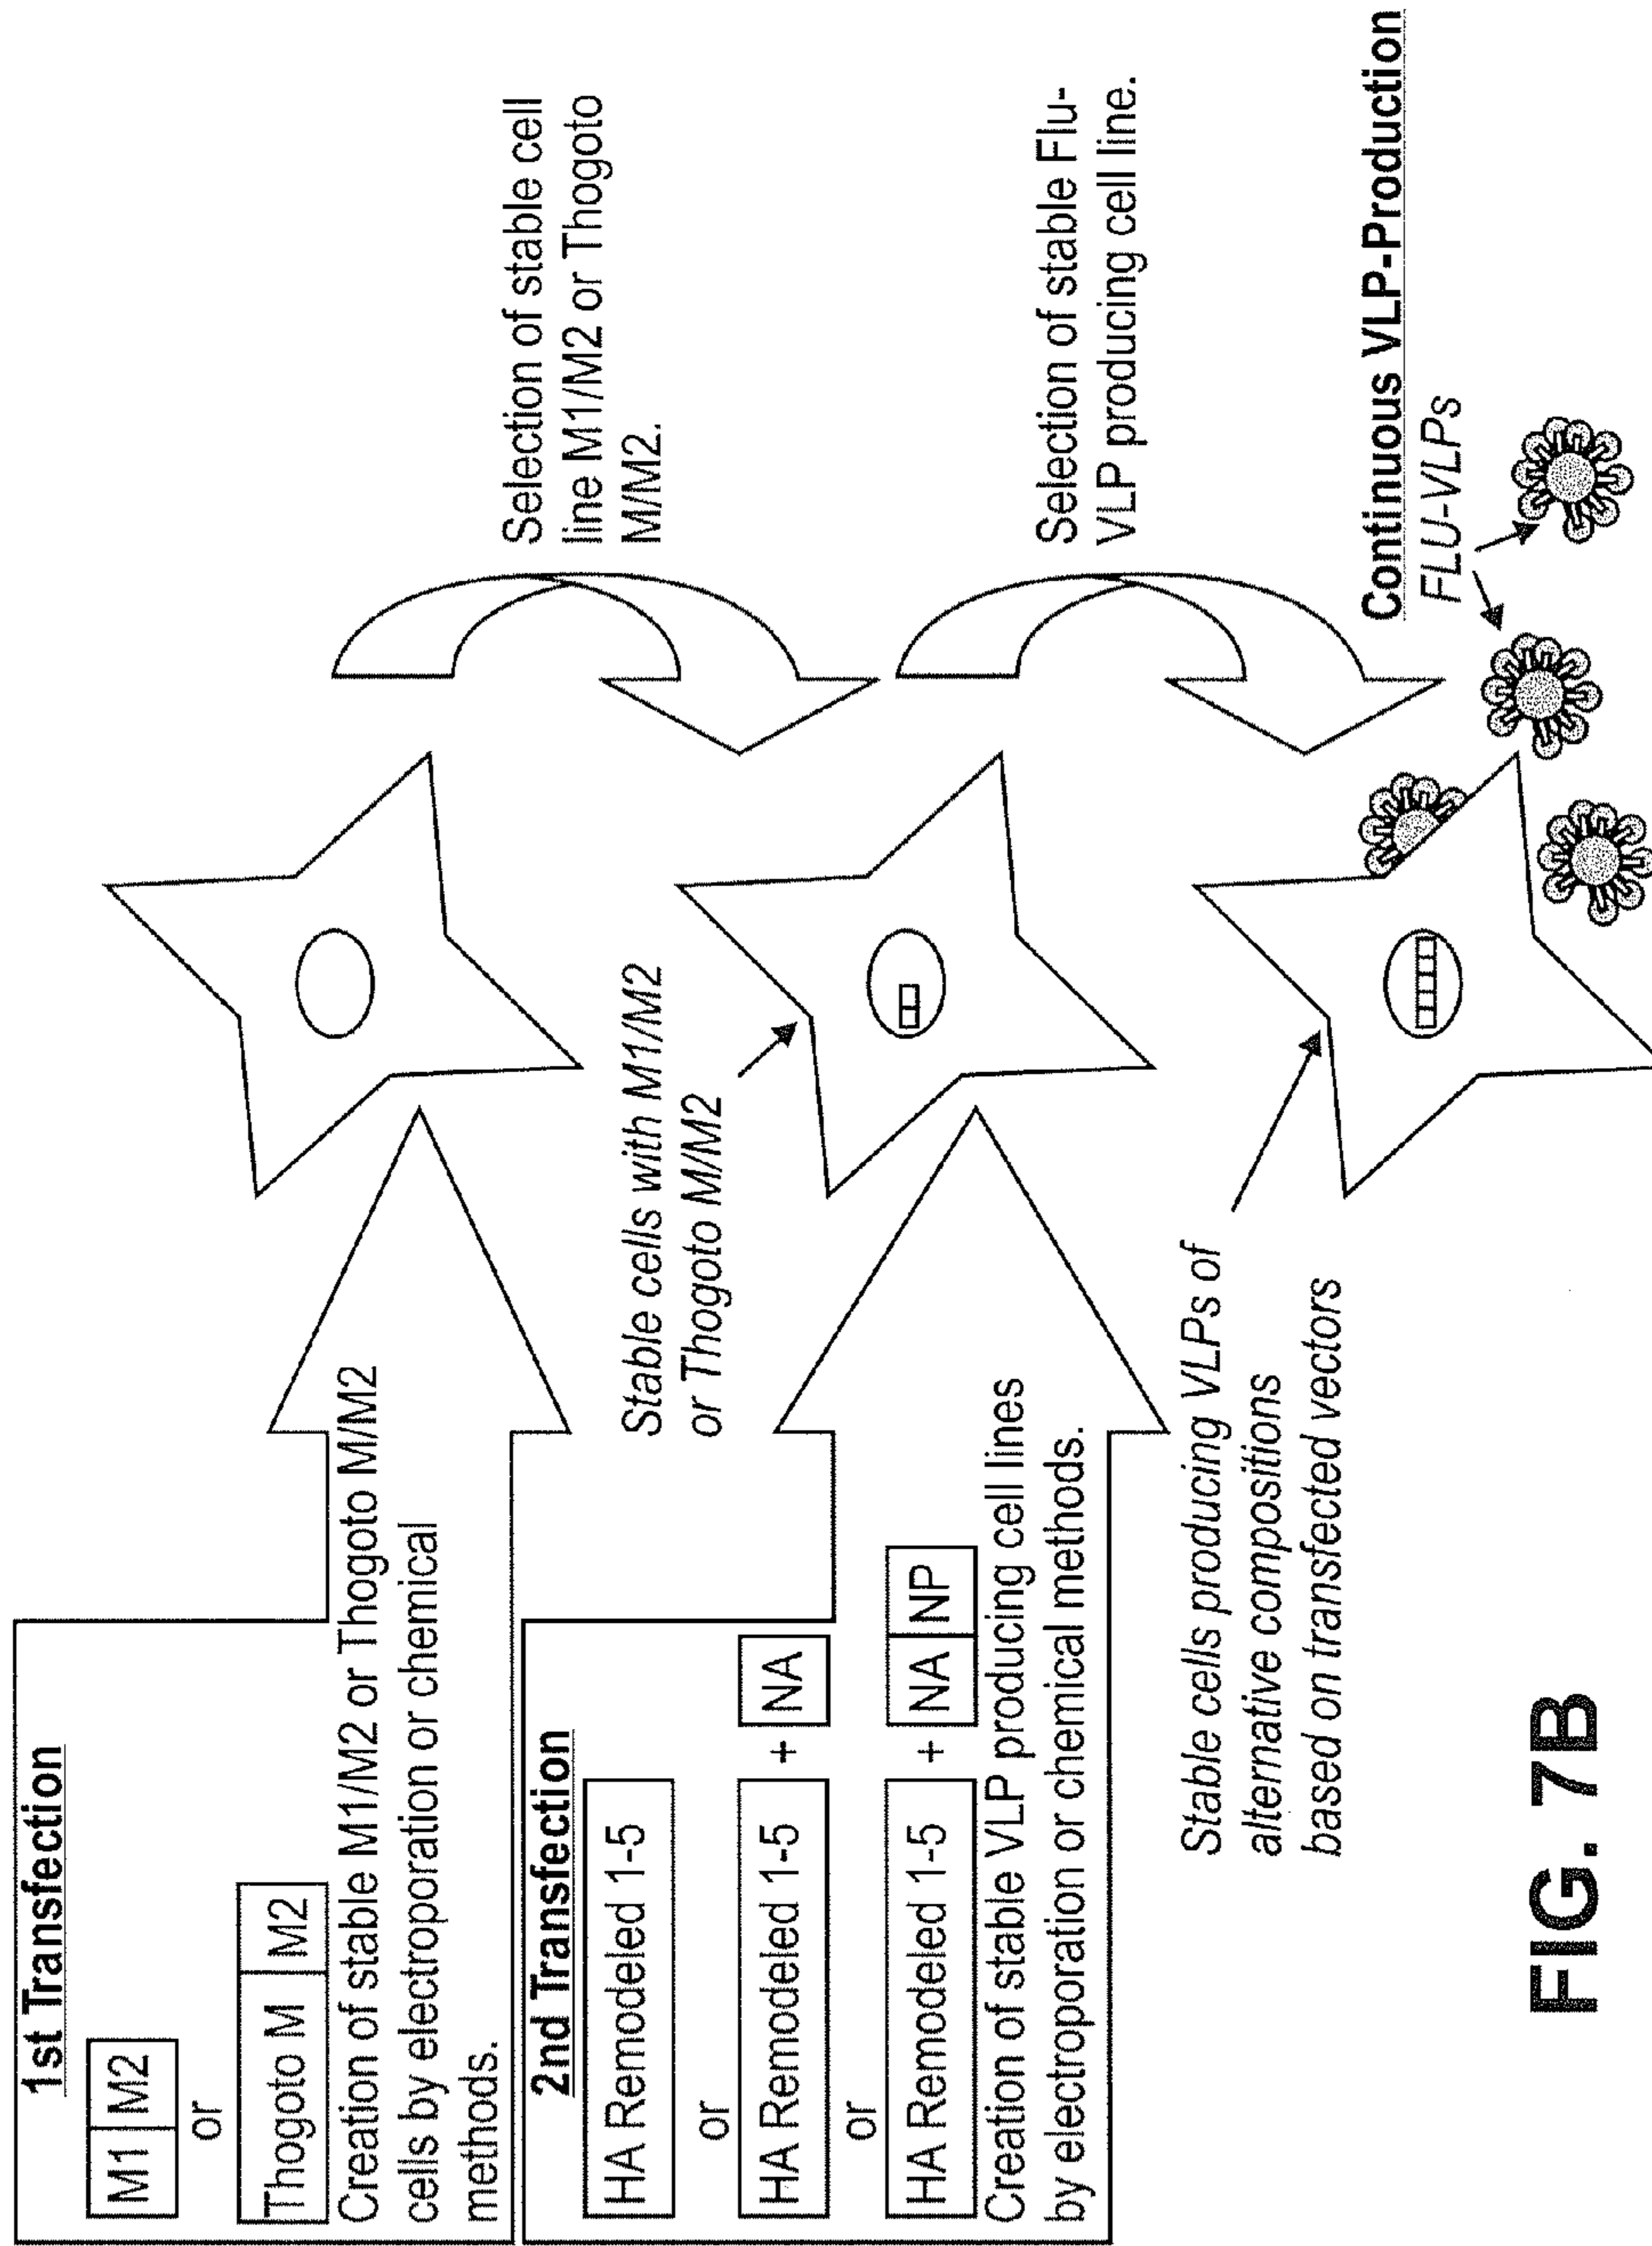 1st Transfection
M1 M2
or
Thogoto M M2
Creation of stable M1/M2 or Thogoto M/M2
cells by electroporation or chemical
methods.
2nd Transfection
HA Remodeled 1-5
or
HA Remodeled 1-5 + NA
or
HA Remodeled 1-5 + NA NP
Creation of stable VLP producing cell lines
by electroporation or chemical methods.
Stable cells with M1/M2
or Thogoto M/M2
Stable cells producing VLPs of
alternative compositions
based on transfected vectors
Selection of stable cell
line M1/M2 or Thogoto
M/M2.
Selection of stable Flu-
VLP producing cell line.
Continuous VLP-Production
FLU-VLPs
FIG. 7B